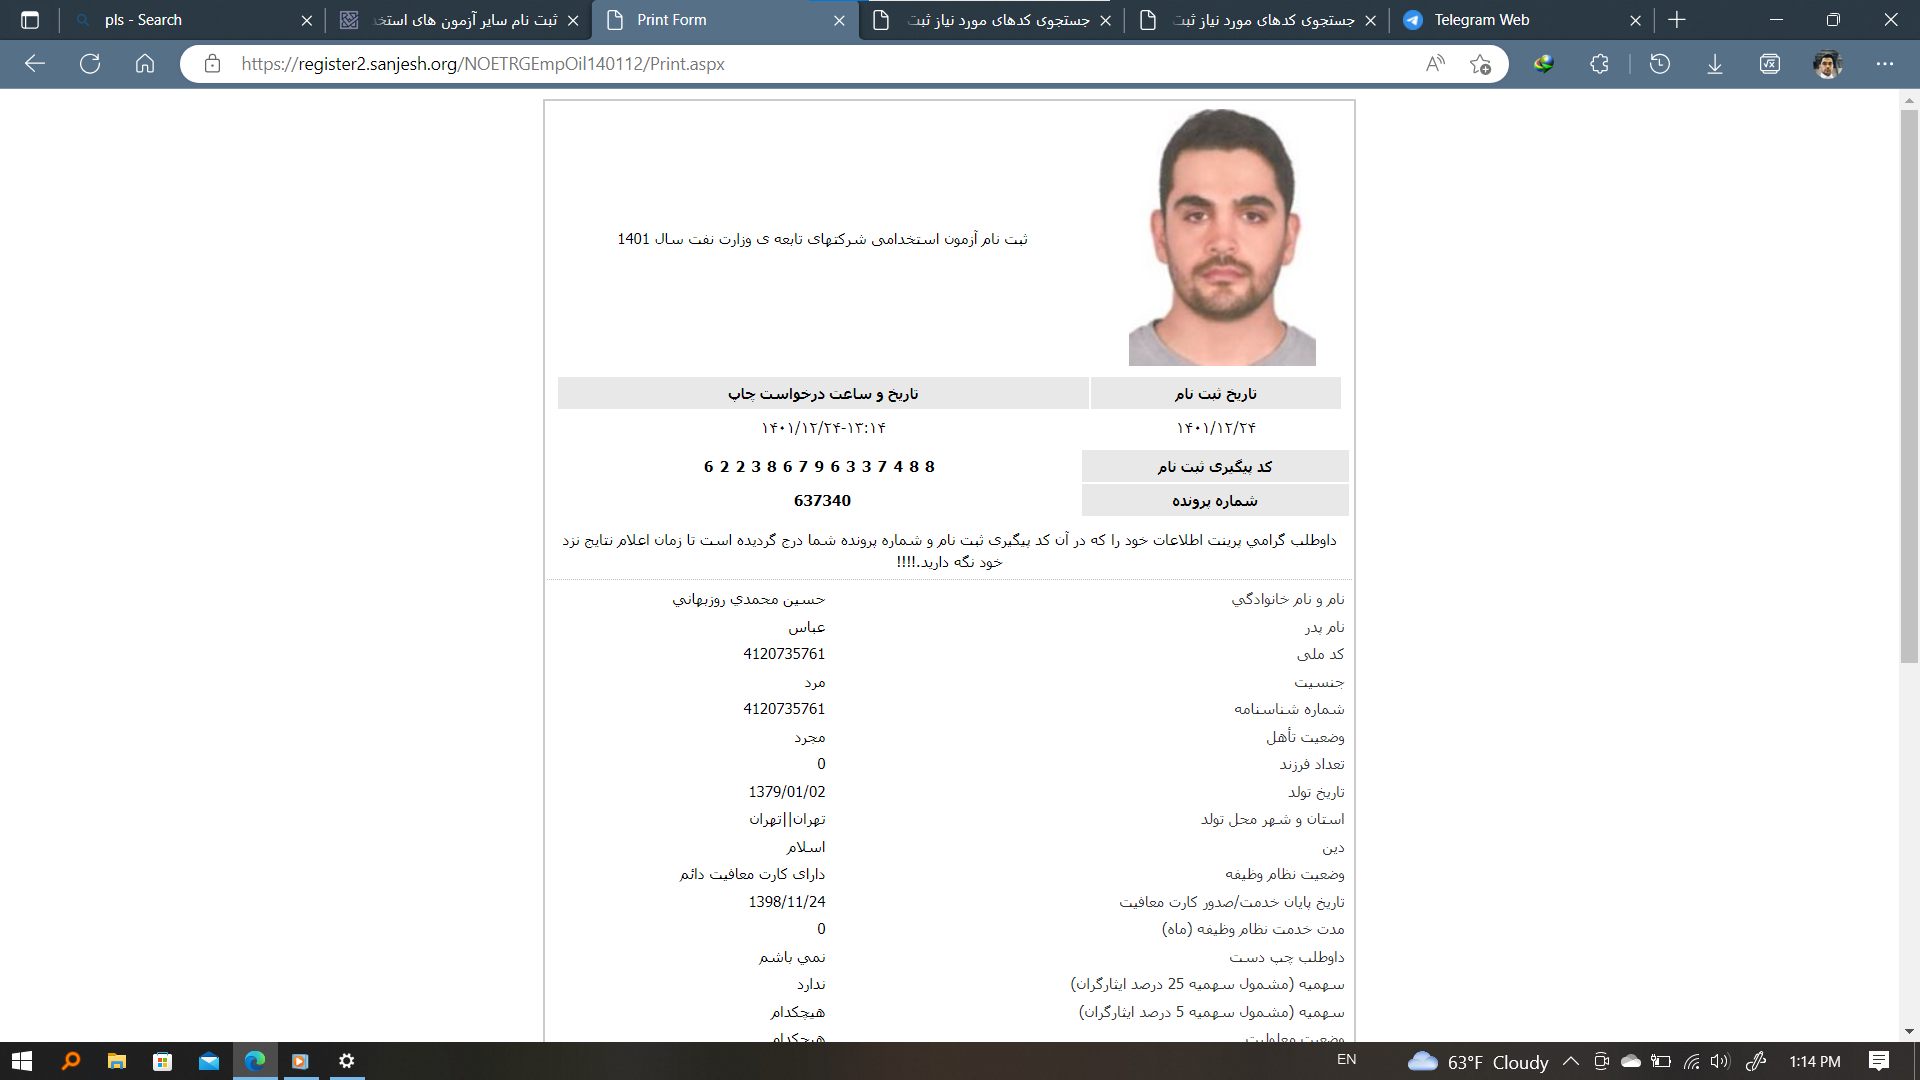 pls - Search
ثبت نام سایر آزمون های استخد
Print Form
جستجوی کدهای مورد نیاز ثبت
جستجوی کدهای مورد نیاز ثبت
Telegram Web
https://register2.sanjesh.org/NOETRGEmpOil140112/Print.aspx
ثبت نام آزمون استخدامی شرکتهای تابعه ی وزارت نفت سال 1401
تاریخ ثبت نام
تاریخ و ساعت درخواست چاپ
۱۴۰۱/۱۲/۲۴
۱۴۰۱/۱۲/۲۴-۱۳:۱۴
کد پیگیری ثبت نام
6 2 2 3 8 6 7 9 6 3 3 7 4 8 8
شماره پرونده
637340
داوطلب گرامي پرینت اطلاعات خود را که در آن کد پیگیری ثبت نام و شماره پرونده شما درج گردیده است تا زمان اعلام نتایج نزد
خود نگه دارید.!!!!
نام و نام خانوادگي حسين محمدي روزبهاني
نام پدر عباس
کد ملی 4120735761
جنسیت مرد
شماره شناسنامه 4120735761
وضعیت تأهل مجرد
تعداد فرزند 0
تاریخ تولد 1379/01/02
استان و شهر محل تولد تهران||تهران
دین اسلام
وضعیت نظام وظیفه دارای کارت معافیت دائم
تاریخ پایان خدمت/صدور کارت معافیت 1398/11/24
مدت خدمت نظام وظیفه (ماه) 0
داوطلب چپ دست نمي باشم
سهمیه (مشمول سهمیه 25 درصد ایثارگران) ندارد
سهمیه (مشمول سهمیه 5 درصد ایثارگران) هیچکدام
وضعیت معلولیت هیچکدام
EN
63°F Cloudy
1:14 PM